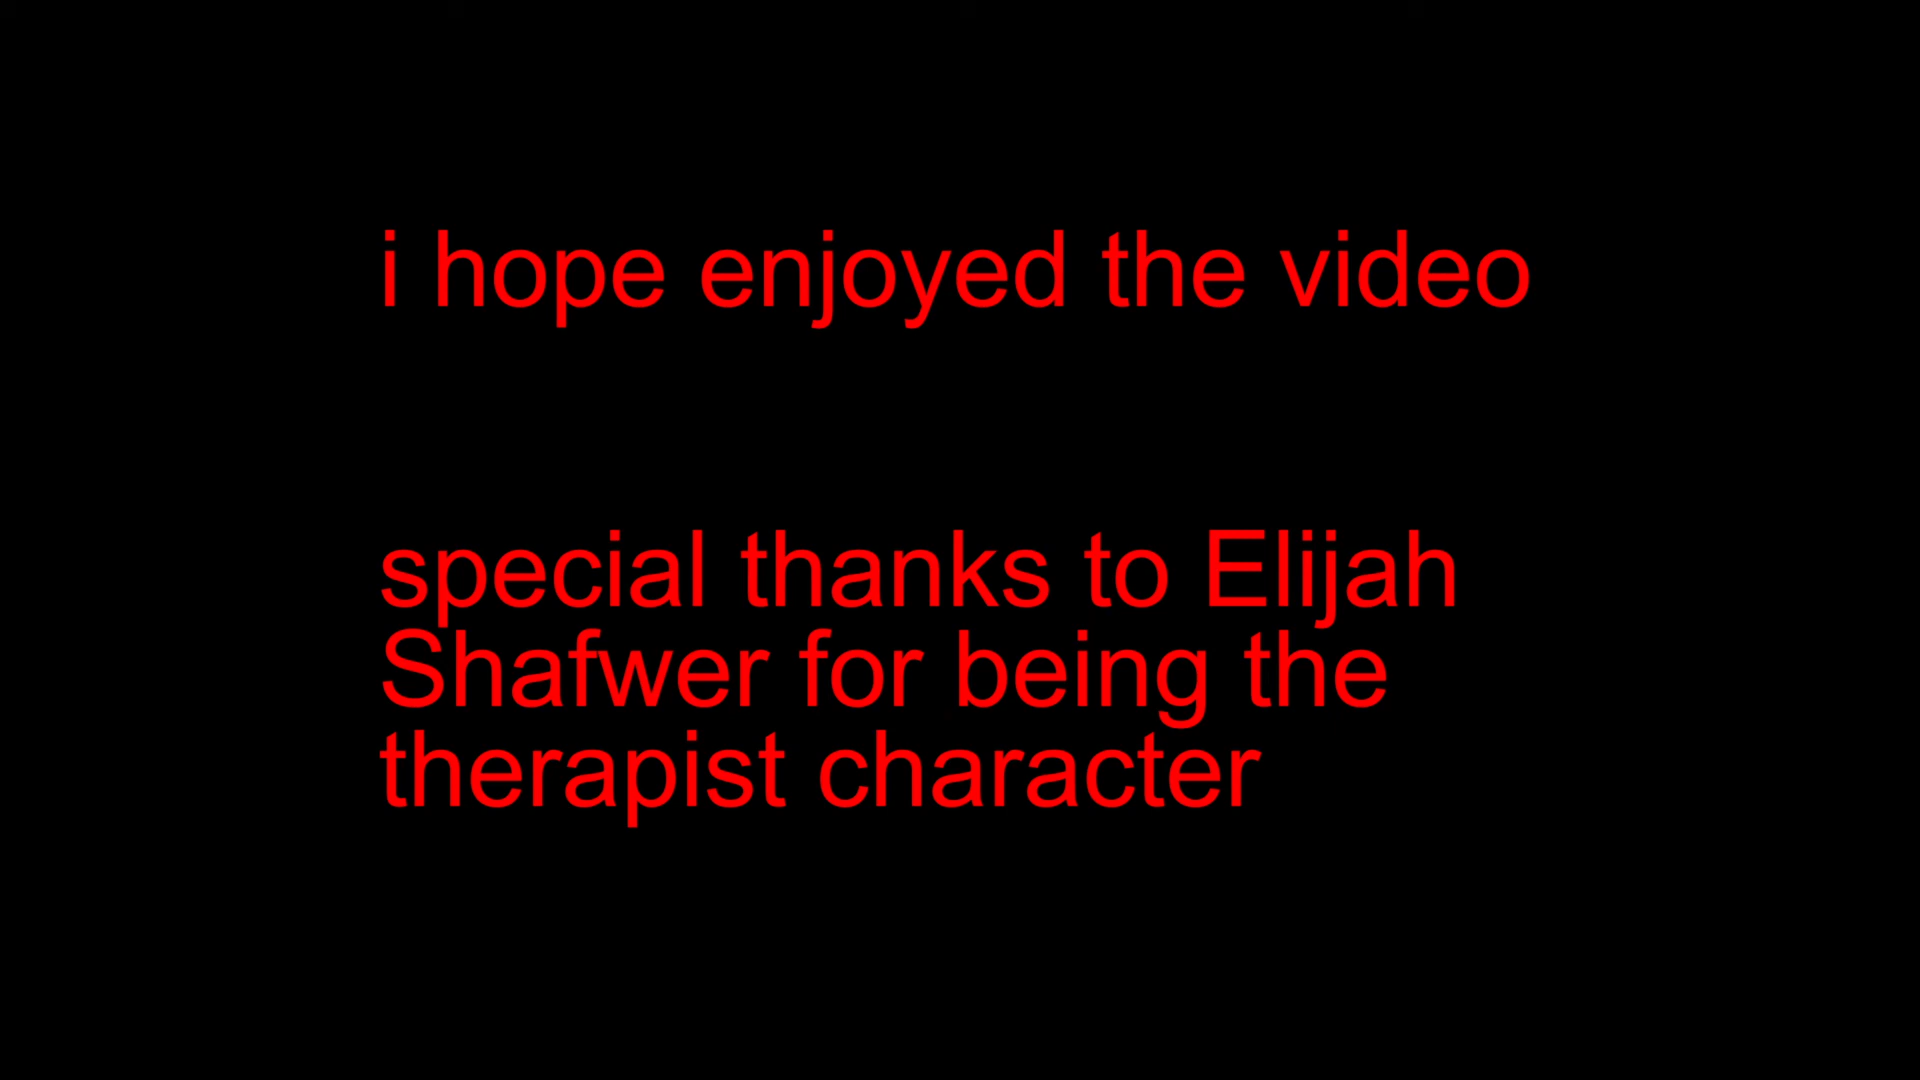 i hope enjoyed the video
special thanks to Elijah
Shafwer for being the
therapist character